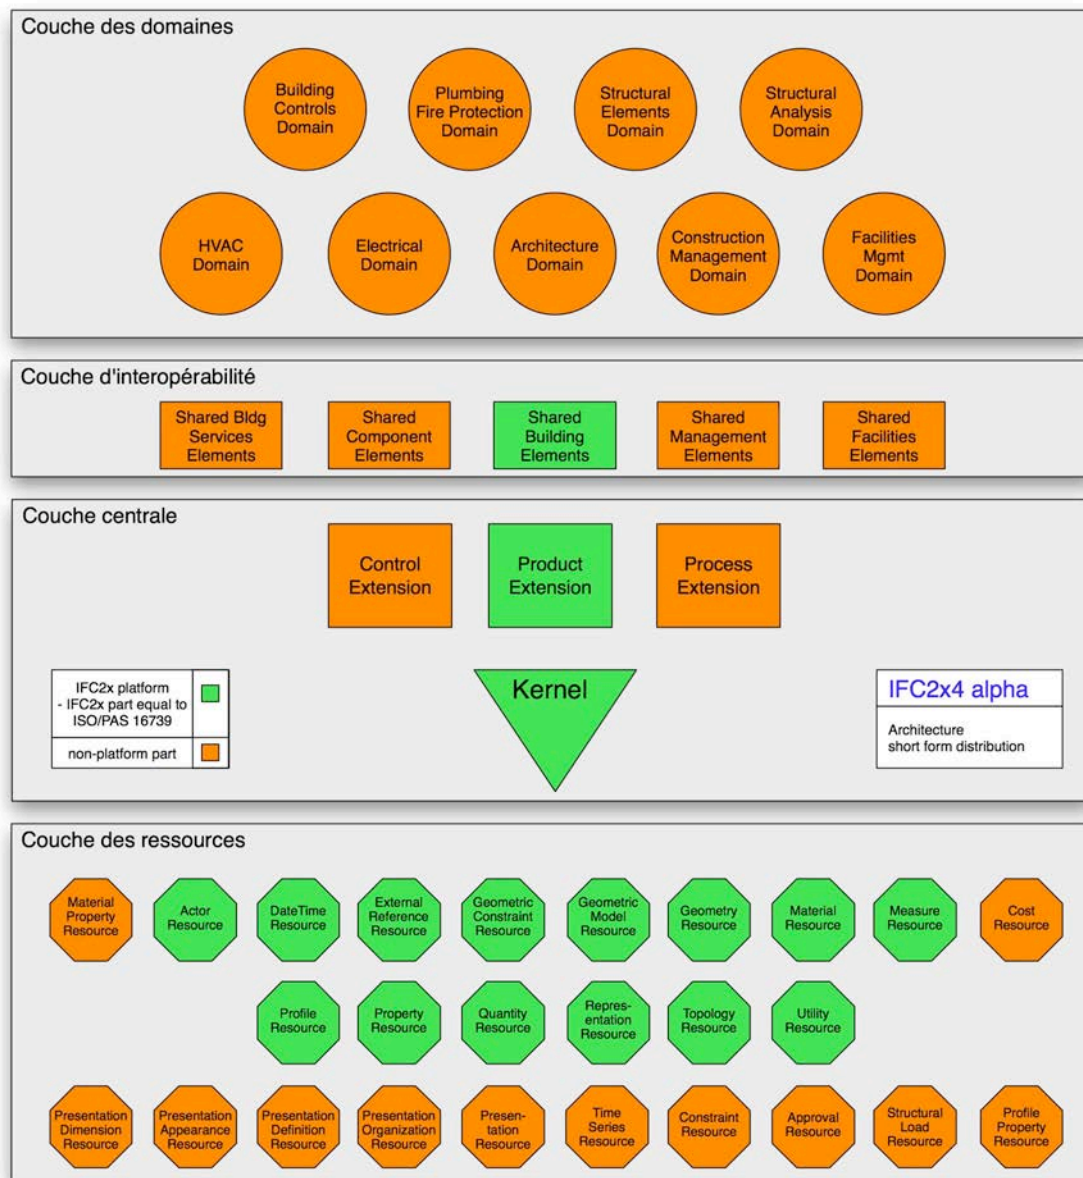 Couche des domaines
Building
Controls
Domain
Plumbing
Fire Protection
Domain
Structural
Elements
Domain
Structural
Analysis
Domain
HVAC
Domain
Electrical
Domain
Architecture
Domain
Construction
Management
Domain
Facilities
Mgmt
Domain
Couche d'interopérabilité
Shared Bldg
Services
Elements
Shared
Component
Elements
Shared
Building
Elements
Shared
Management
Elements
Shared
Facilities
Elements
Couche centrale
Control
Extension
Product
Extension
Process
Extension
IFC2x platform
- IFC2x part equal to
ISO/PAS 16739
non-platform part
Kernel
IFC2x4 alpha
Architecture
short form distribution
Couche des ressources
Material
Property
Resource
Actor
Resource
DateTime
Resource
External
Reference
Resource
Geometric
Constraint
Resource
Geometric
Model
Resource
Geometry
Resource
Material
Resource
Measure
Resource
Cost
Resource
Profile
Resource
Property
Resource
Quantity
Resource
Repres-
entation
Resource
Topology
Resource
Utility
Resource
Presentation
Dimension
Resource
Presentation
Appearance
Resource
Presentation
Definition
Resource
Presentation
Organization
Resource
Presen-
tation
Resource
Time
Series
Resource
Constraint
Resource
Approval
Resource
Structural
Load
Resource
Profile
Property
Resource